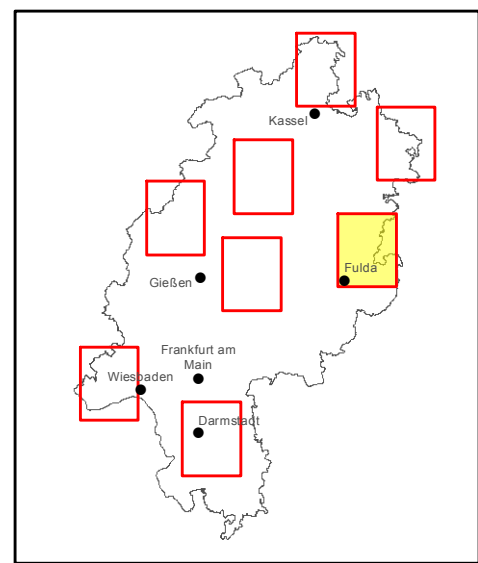 Kassel
Fulda
Gießen
Frankfurt am
Main
Wiesbaden
Darmstadt